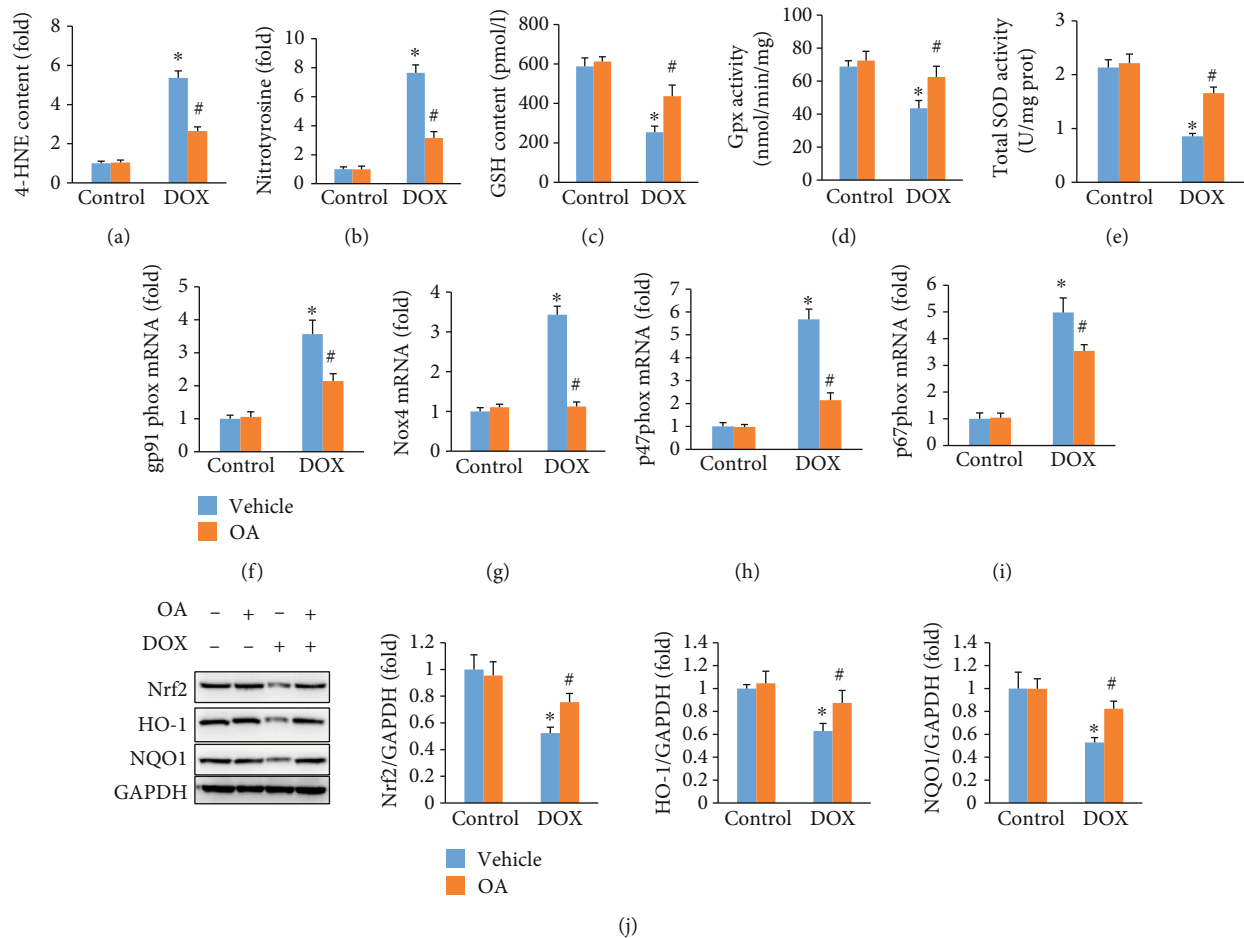 4-HNE content (fold)
8
6
4
2
0
*
#
Control
DOX
(a)
Nitrotyrosine (fold)
10
8
6
4
2
0
*
#
Control
DOX
(b)
GSH content (pmol/l)
800
600
400
200
0
*
#
Control
DOX
(c)
Gpx activity
(nmol/min/mg)
100
80
60
40
20
0
*
#
Control
DOX
(d)
Total SOD activity
(U/mg prot)
3
2
1
0
*
#
Control
DOX
(e)
gp91 phox mRNA (fold)
5
4
3
2
1
0
*
#
Control
DOX
Vehicle
OA
(f)
Nox4 mRNA (fold)
4
3
2
1
0
*
#
Control
DOX
(g)
p47phox mRNA (fold)
7
6
5
4
3
2
1
0
*
#
Control
DOX
(h)
p67phox mRNA (fold)
6
5
4
3
2
1
0
*
#
Control
DOX
(i)
OA – + – +
DOX – – + +
Nrf2
HO-1
NQO1
GAPDH
Nrf2/GAPDH (fold)
1.2
1
0.8
0.6
0.4
0.2
0
*
#
Control
DOX
Vehicle
OA
HO-1/GAPDH (fold)
1.4
1.2
1
0.8
0.6
0.4
0.2
0
*
#
Control
DOX
NQO1/GAPDH (fold)
1.4
1.2
1
0.8
0.6
0.4
0.2
0
*
#
Control
DOX
(j)